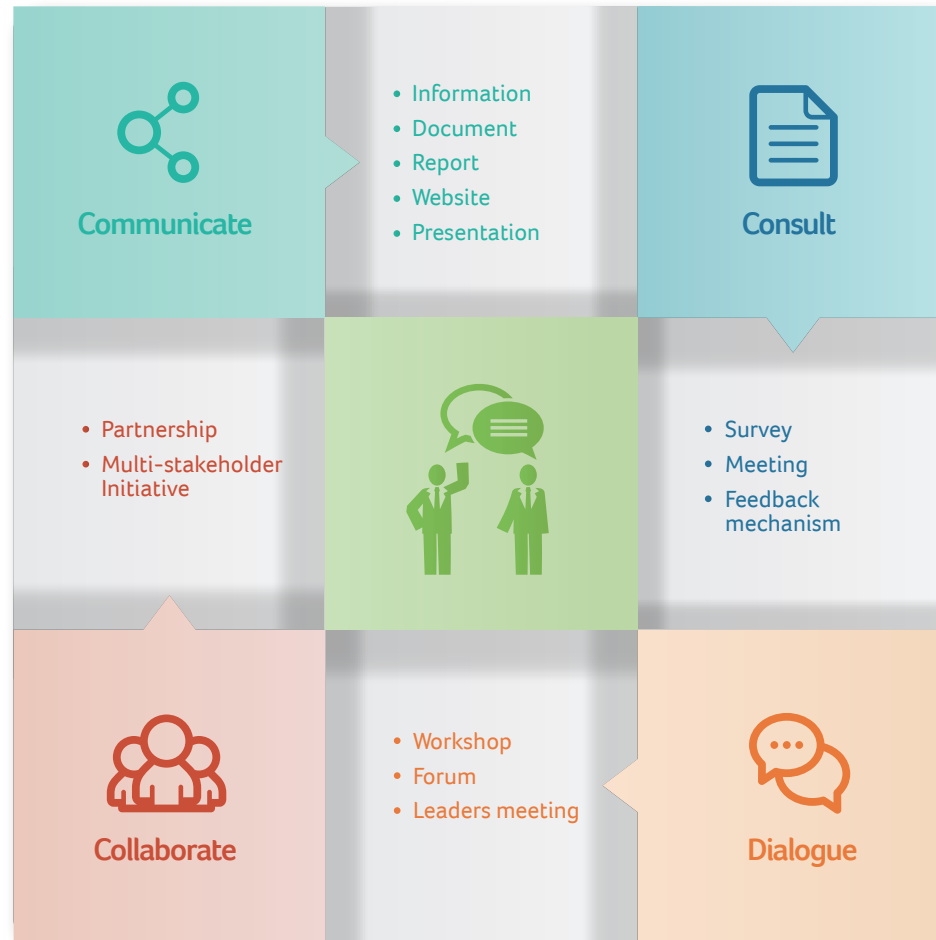 Communicate
• Information
• Document
• Report
• Website
• Presentation
Consult
• Survey
• Meeting
• Feedback
mechanism
Dialogue
• Workshop
• Forum
• Leaders meeting
Collaborate
• Partnership
• Multi-stakeholder
Initiative